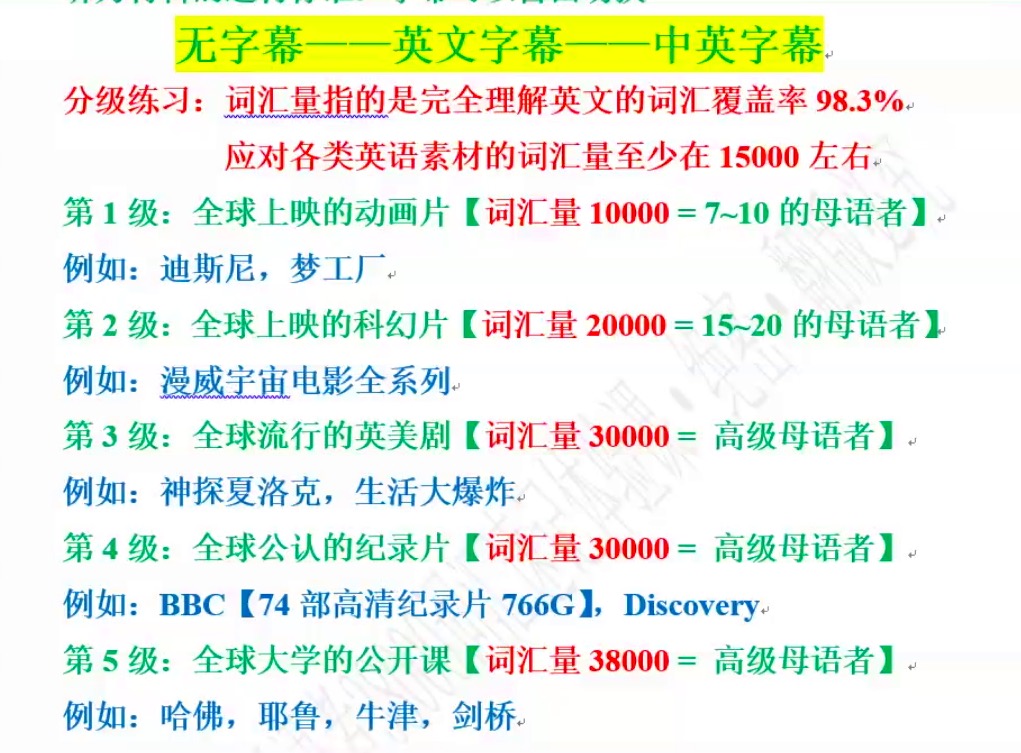 无字幕——英文字幕——中英字幕
分级练习：词汇量指的是完全理解英文的词汇覆盖率 98.3%
应对各类英语素材的词汇量至少在 15000 左右
第 1 级：全球上映的动画片【词汇量 10000 = 7~10 的母语者】
例如：迪斯尼，梦工厂
第 2 级：全球上映的科幻片【词汇量 20000 = 15~20 的母语者】
例如：漫威宇宙电影全系列
第 3 级：全球流行的英美剧【词汇量 30000 = 高级母语者】
例如：神探夏洛克，生活大爆炸
第 4 级：全球公认的纪录片【词汇量 30000 = 高级母语者】
例如：BBC【74 部高清纪录片 766G】，Discovery
第 5 级：全球大学的公开课【词汇量 38000 = 高级母语者】
例如：哈佛，耶鲁，牛津，剑桥